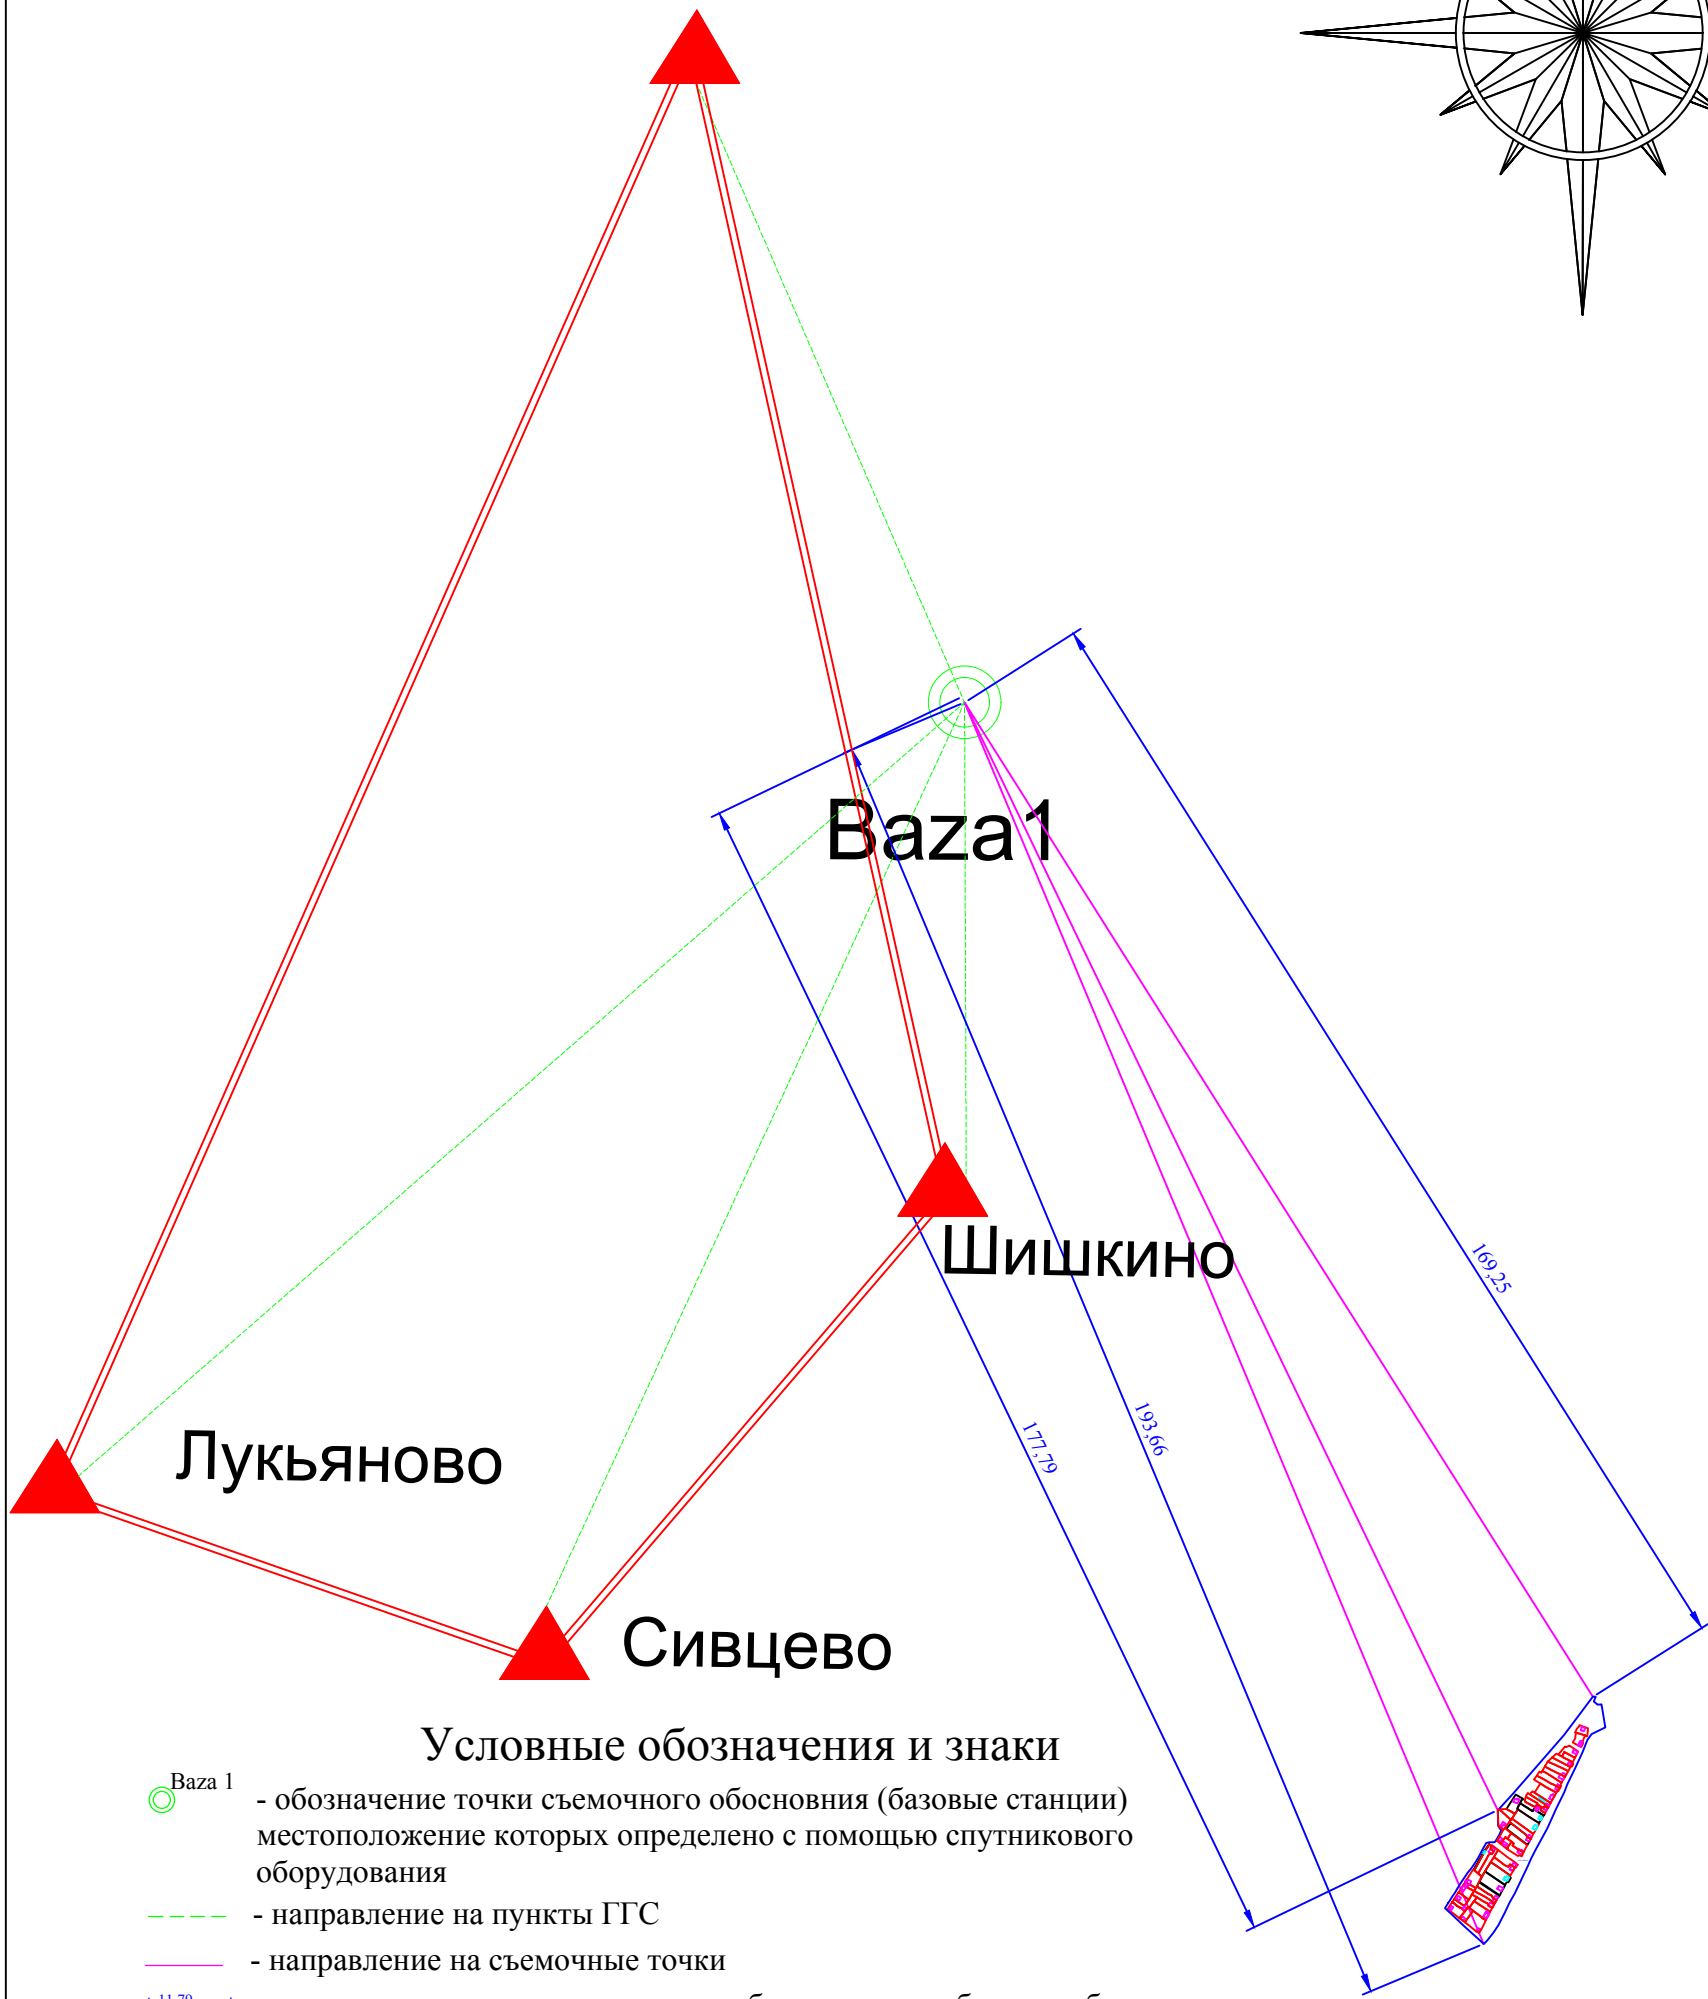 Baza1
Шишкино
169,25
193,66
177,79
Лукьяново
Сивцево
Условные обозначения и знаки
Baza 1
- обозначение точки съемочного обосновния (базовые станции)
местоположение которых определено с помощью спутникового
оборудования
- направление на пункты ГГС
- направление на съемочные точки